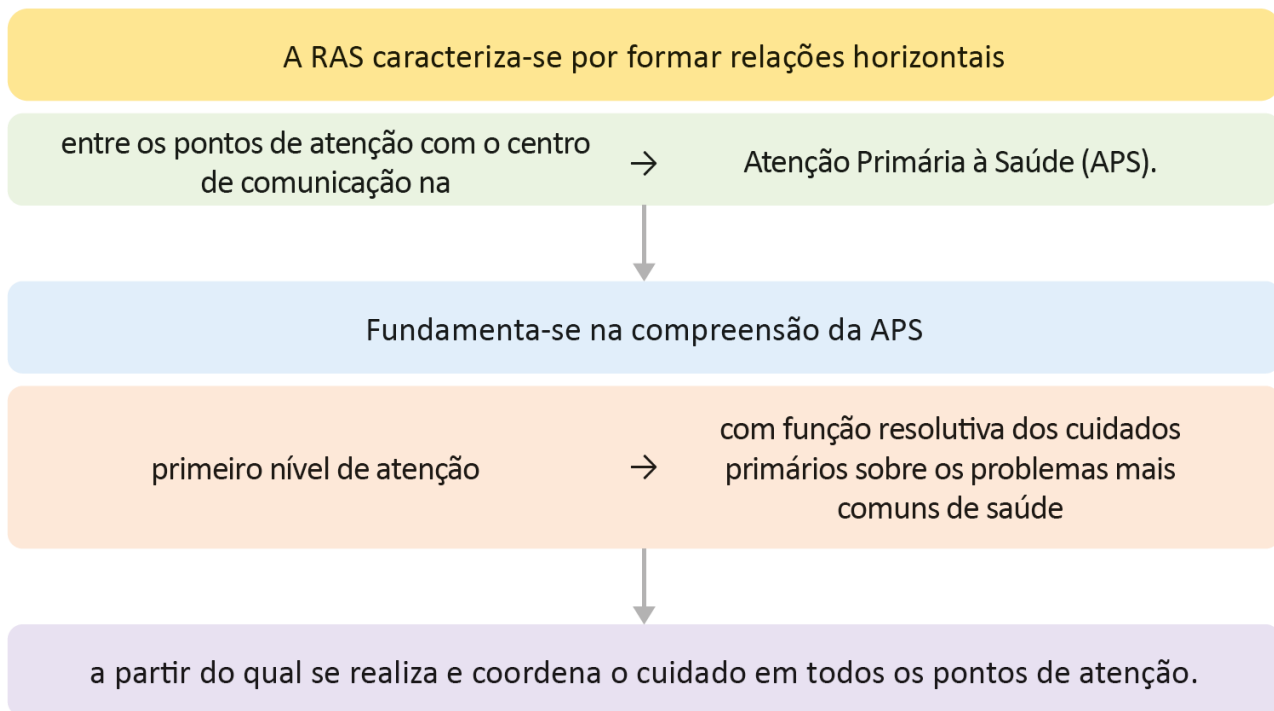 A RAS caracteriza-se por formar relações horizontais
entre os pontos de atenção com o centro
de comunicação na
→
Atenção Primária à Saúde (APS).
Fundamenta-se na compreensão da APS
primeiro nível de atenção
→
com função resolutiva dos cuidados
primários sobre os problemas mais
comuns de saúde
a partir do qual se realiza e coordena o cuidado em todos os pontos de atenção.